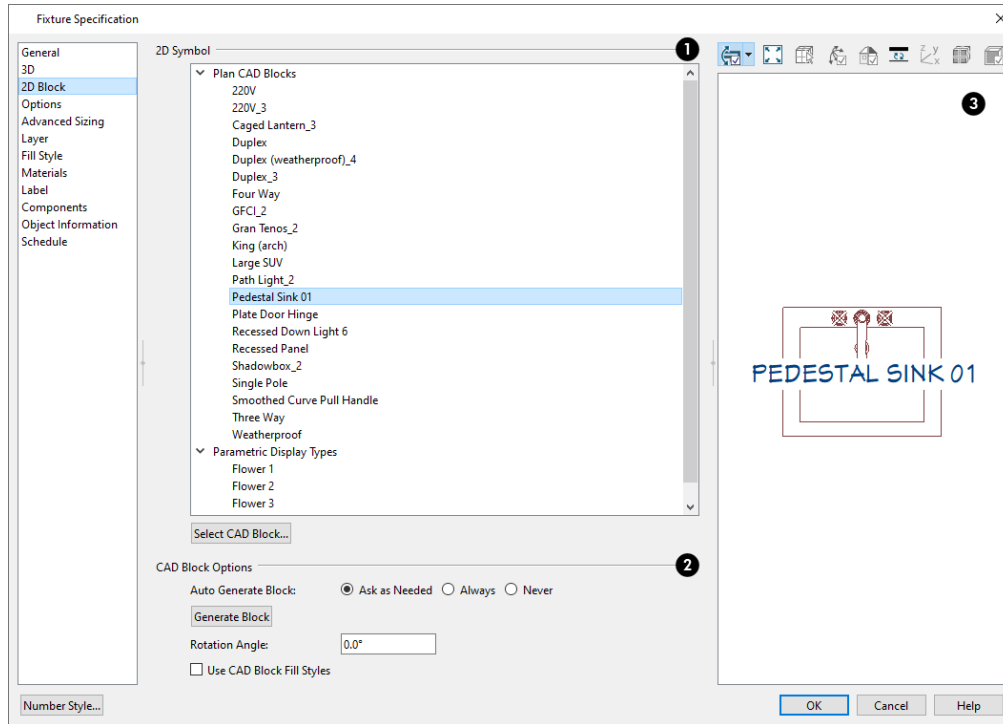 Fixture Specification
General
3D
2D Block
Options
Advanced Sizing
Layer
Fill Style
Materials
Label
Components
Object Information
Schedule
2D Symbol
1
Plan CAD Blocks
220V
220V_3
Caged Lantern_3
Duplex
Duplex (weatherproof)_4
Duplex_3
Four Way
GFCI_2
Gran Tenos_2
King (arch)
Large SUV
Path Light_2
Pedestal Sink 01
Plate Door Hinge
Recessed Down Light 6
Recessed Panel
Shadowbox_2
Single Pole
Smoothed Curve Pull Handle
Three Way
Weatherproof
Parametric Display Types
Flower 1
Flower 2
Flower 3
Select CAD Block...
CAD Block Options
2
Auto Generate Block: Ask as Needed Always Never
Generate Block
Rotation Angle: 0.0°
Use CAD Block Fill Styles
z y
x
3
PEDESTAL SINK 01
Number Style... OK Cancel Help